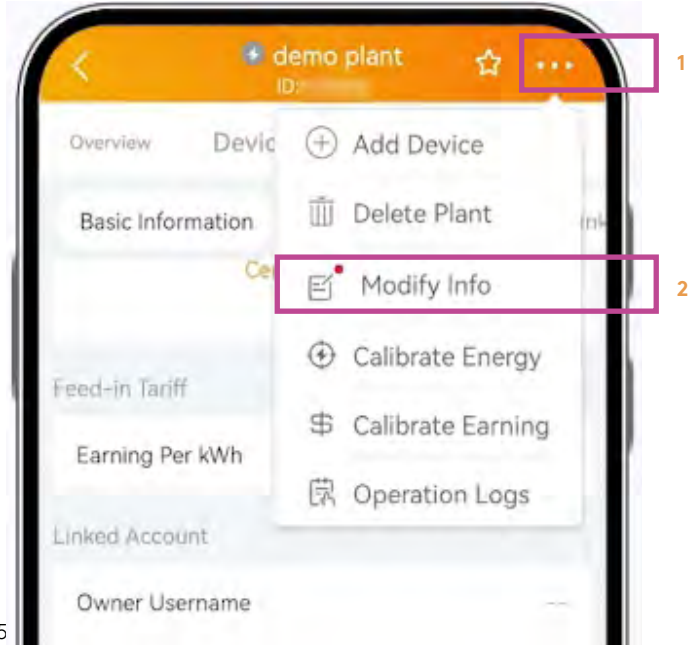 demo plant
ID:
1
Overview
Devic
Add Device
Basic Information
Delete Plant
Ce
Modify Info
2
Calibrate Energy
Feed-in Tariff
Calibrate Earning
Earning Per kWh
Operation Logs
Linked Account
Owner Username
--
5